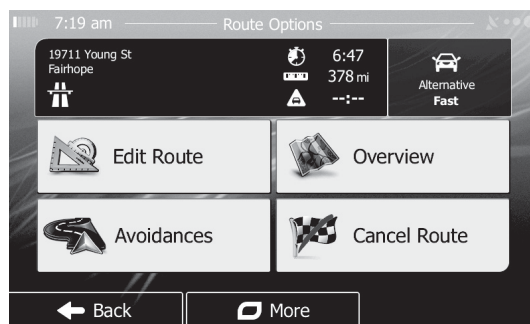 7:19 am
Route Options
19711 Young St
Fairhope
6:47
378 mi
--:--
Alternative
Fast
Edit Route
Overview
Avoidances
Cancel Route
Back
More